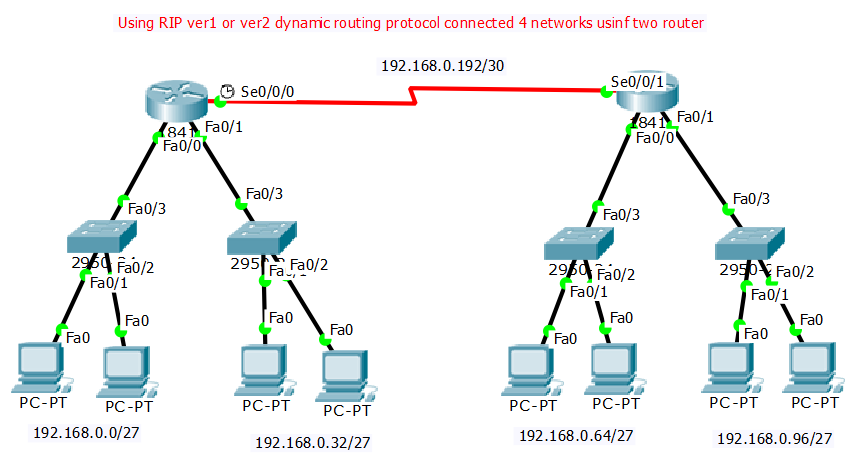 Using RIP ver1 or ver2 dynamic routing protocol connected 4 networks usinf two router
192.168.0.192/30
Se0/0/0
Se0/0/1
Fa0/1
1841
Fa0/0
Fa0/1
1841
Fa0/0
Fa0/3
Fa0/3
Fa0/3
Fa0/3
Fa0/2
Fa0/1
Fa0/2
Fa0/2
Fa0/1
2950-
Fa0/2
Fa0/1
Fa0
Fa0
Fa0
Fa0
Fa0
Fa0
Fa0
Fa0
PC-PT
PC-PT
PC-PT
PC-PT
PC-PT
PC-PT
PC-PT
PC-PT
192.168.0.0/27
192.168.0.32/27
192.168.0.64/27
192.168.0.96/27